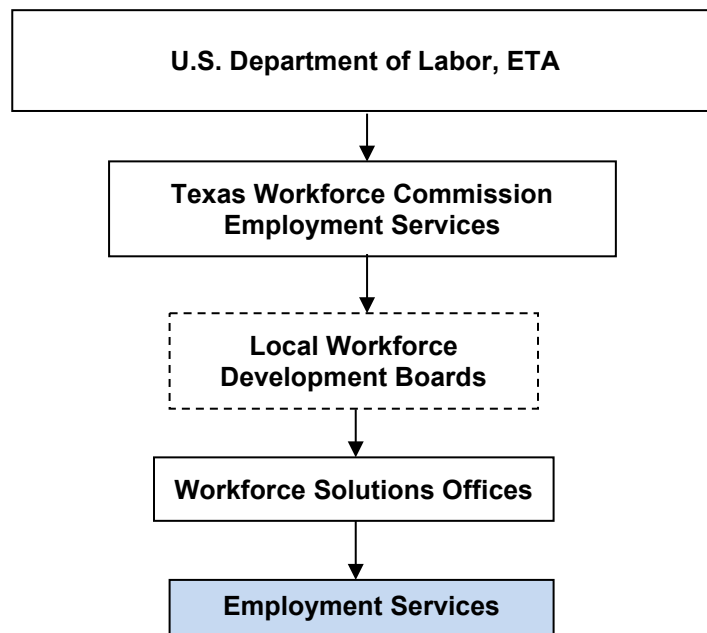 U.S. Department of Labor, ETA
Texas Workforce Commission
Employment Services
Local Workforce
Development Boards
Workforce Solutions Offices
Employment Services